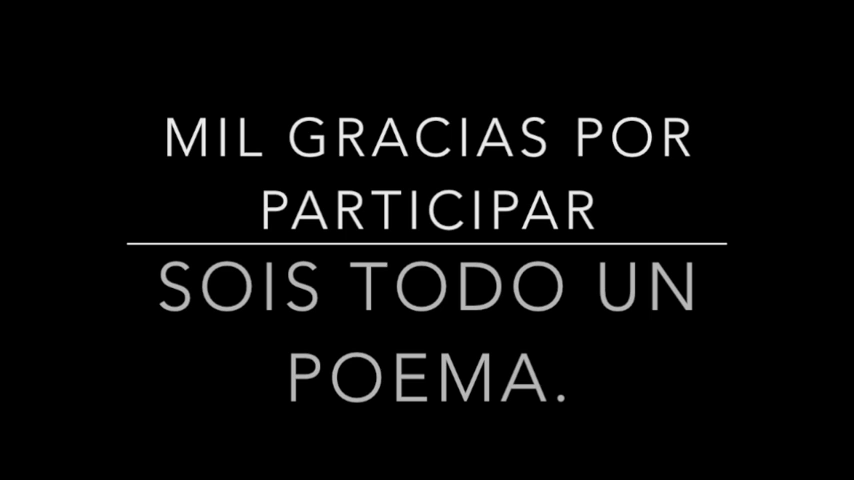 MIL GRACIAS POR
PARTICIPAR
SOIS TODO UN
POEMA.